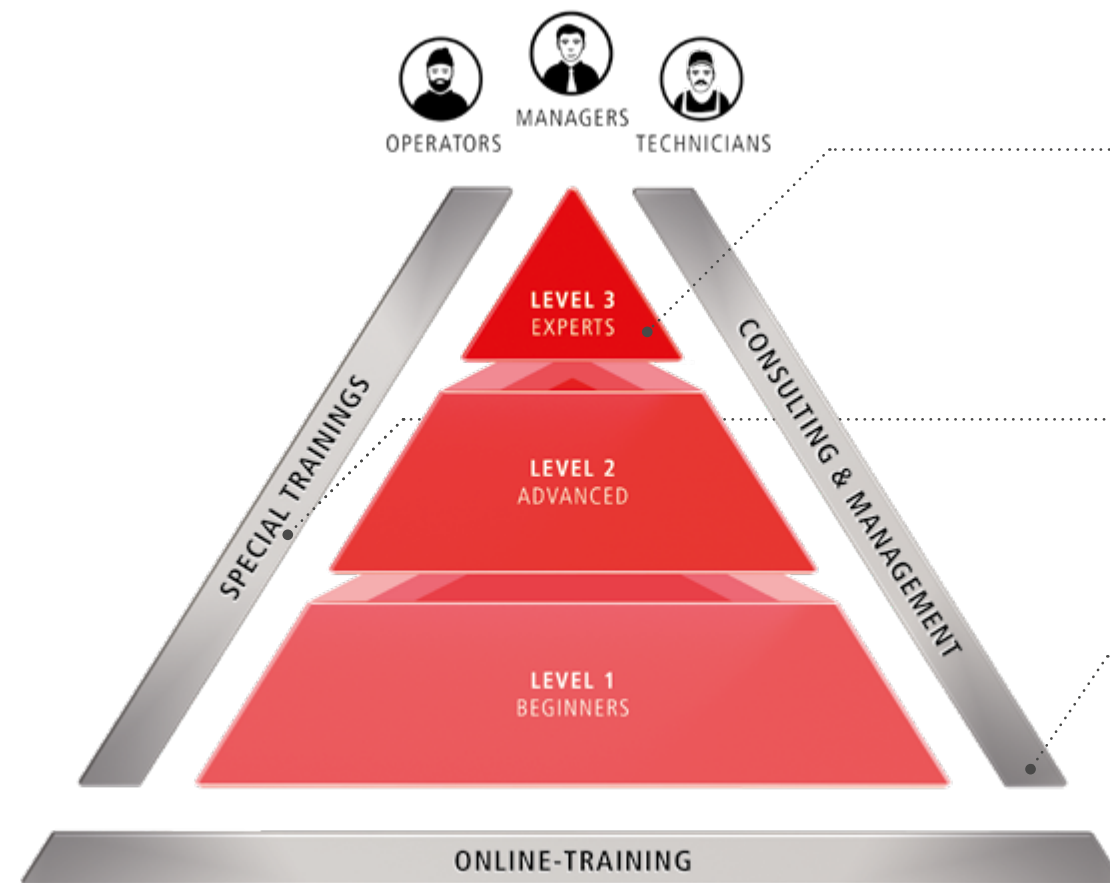 OPERATORS
MANAGERS
TECHNICIANS
LEVEL 3
EXPERTS
SPECIAL TRAININGS
CONSULTING & MANAGEMENT
LEVEL 2
ADVANCED
LEVEL 1
BEGINNERS
ONLINE-TRAINING